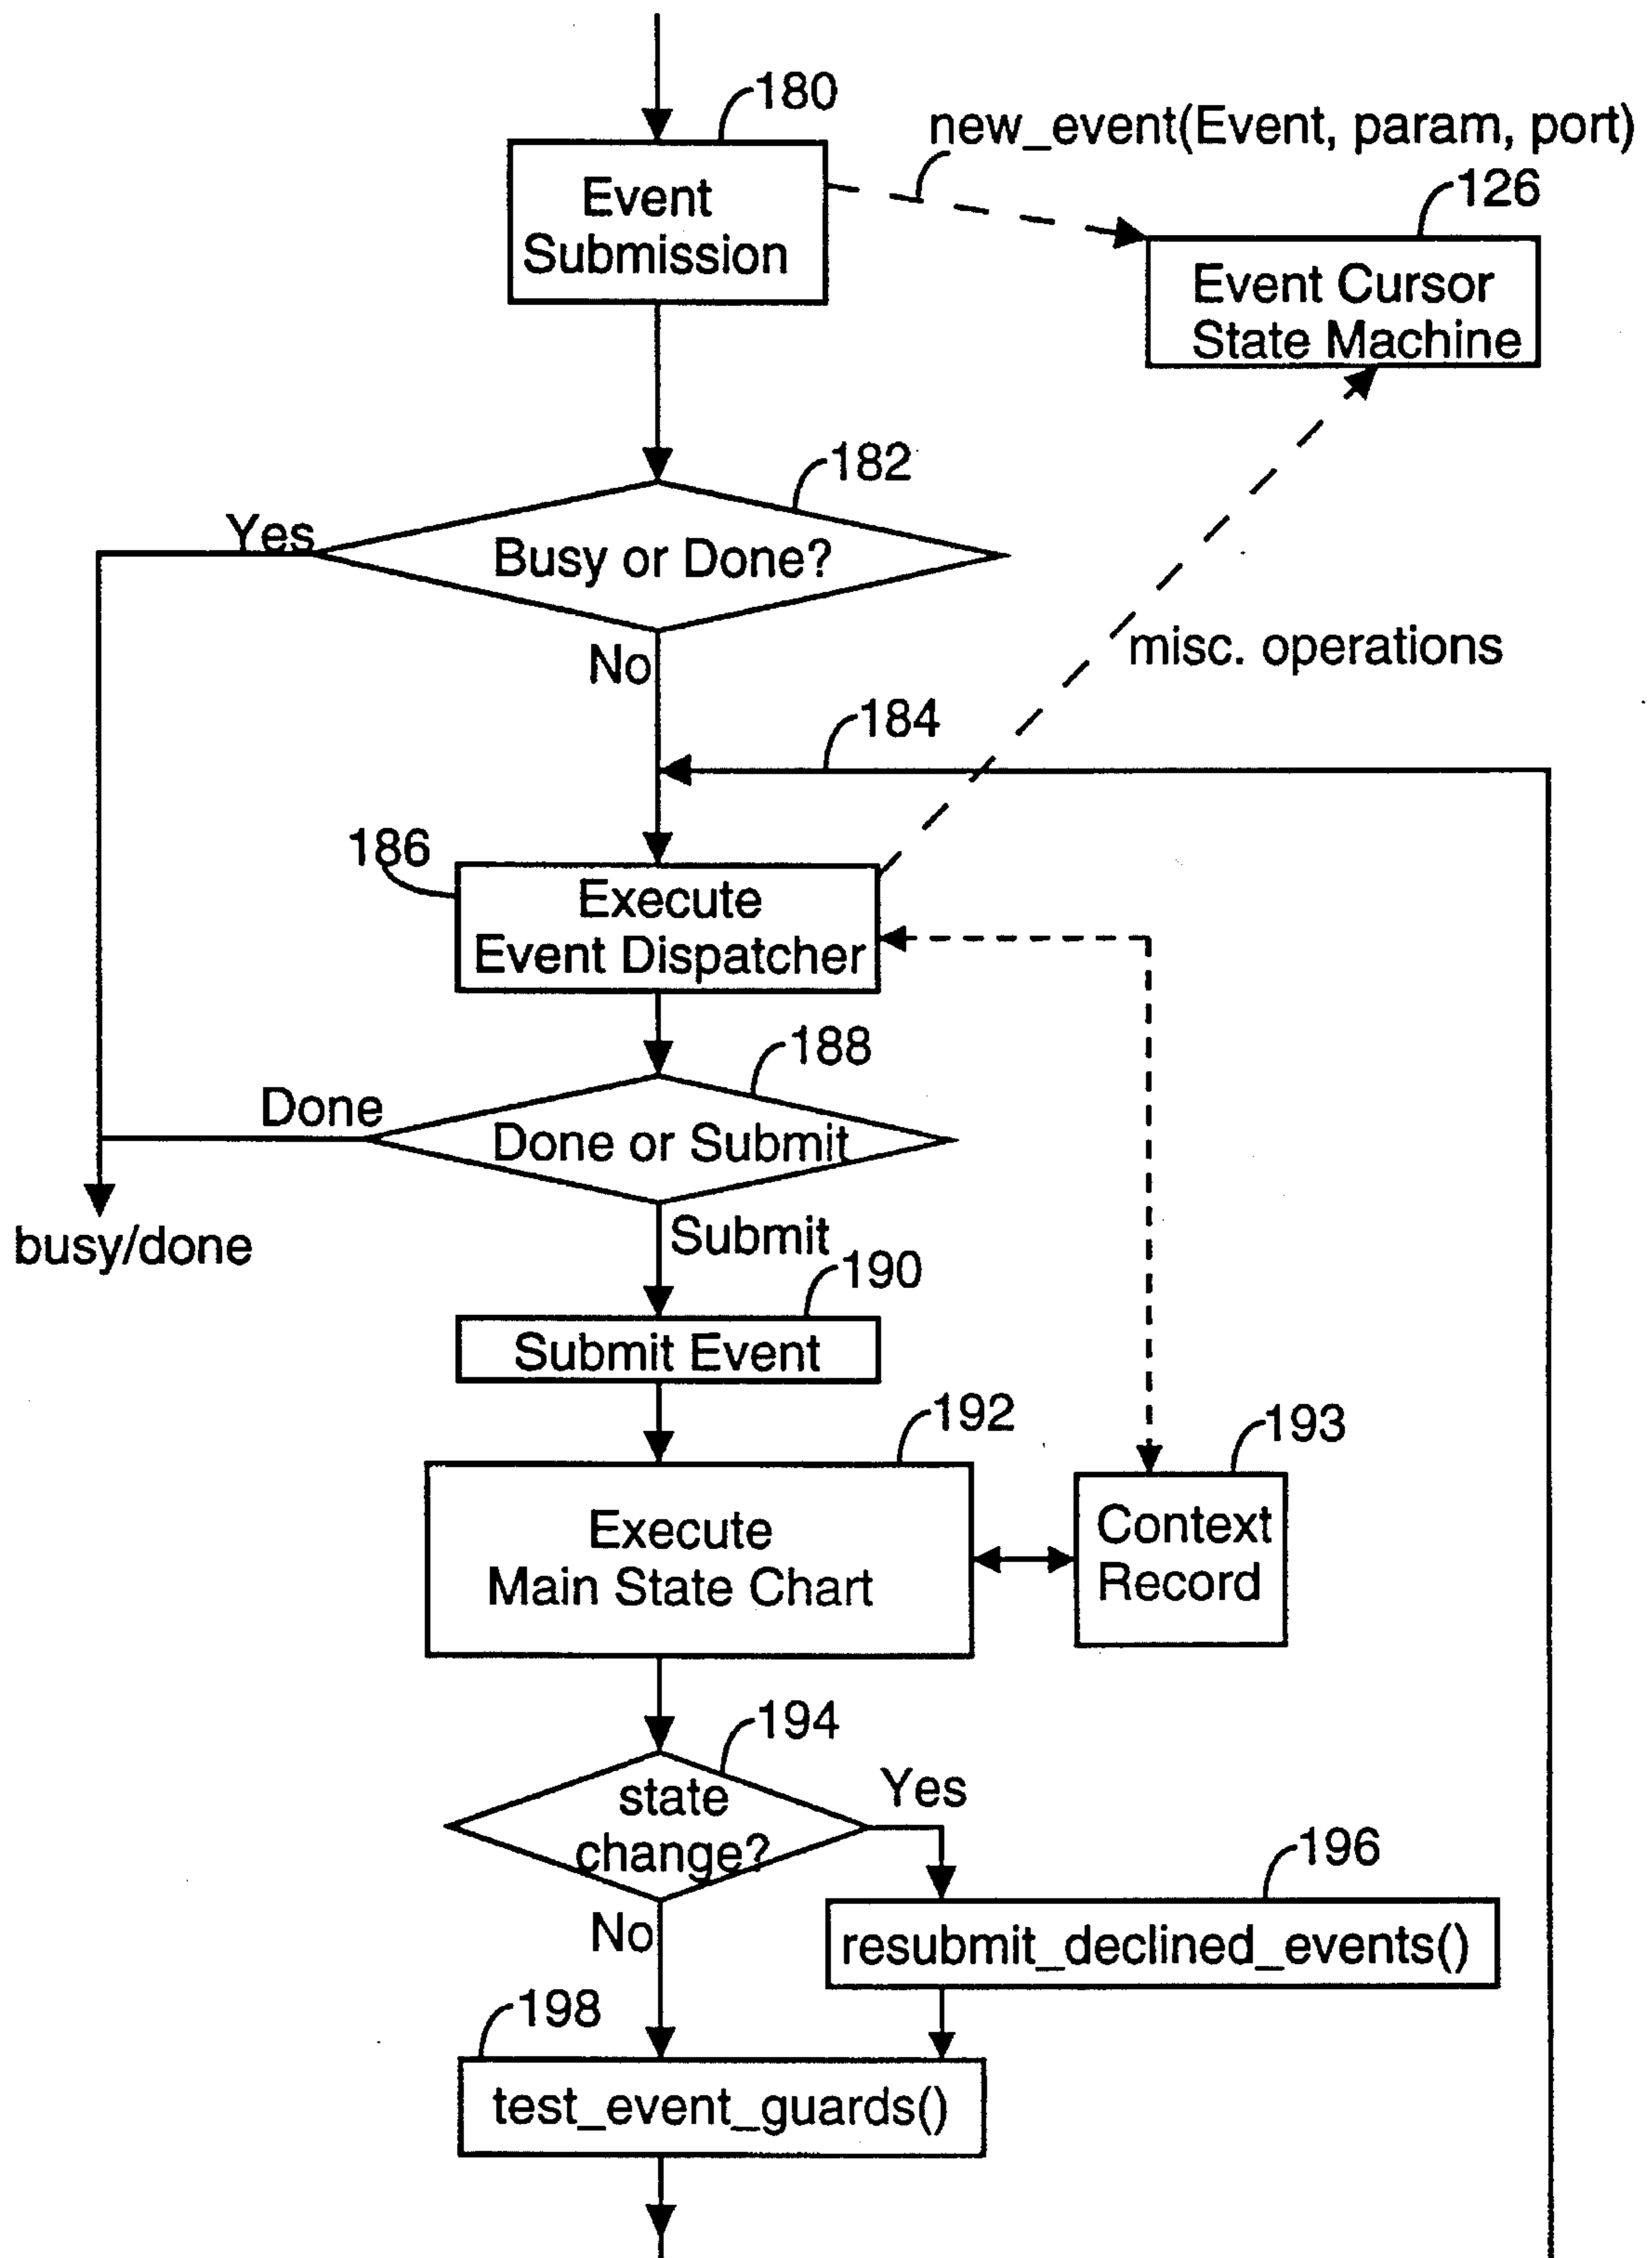 180
new_event(Event, param, port)
126
Event
Submission
Event Cursor
State Machine
182
Yes
Busy or Done?
No
misc. operations
184
186
Execute
Event Dispatcher
188
Done
Done or Submit
busy/done
Submit
190
Submit Event
192
193
Execute
Main State Chart
Context
Record
194
state
change?
Yes
196
No
resubmit_declined_events()
198
test_event_guards()